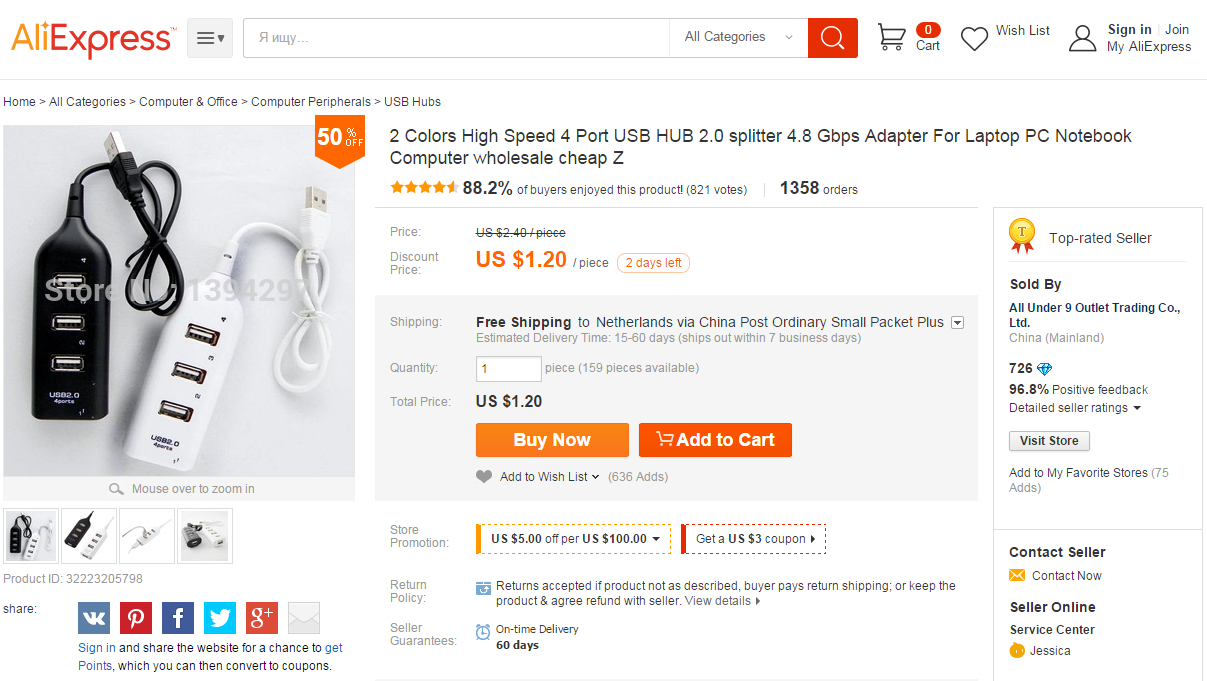 AliExpress™
Я ищу...
All Categories
0
Cart
Wish List
Sign in | Join
My AliExpress
Home > All Categories > Computer & Office > Computer Peripherals > USB Hubs
50 % OFF
2 Colors High Speed 4 Port USB HUB 2.0 splitter 4.8 Gbps Adapter For Laptop PC Notebook
Computer wholesale cheap Z
88.2% of buyers enjoyed this product! (821 votes)
1358 orders
Price: US $2.40 / piece
Discount
Price:
US $1.20 / piece
2 days left
Shipping: Free Shipping to Netherlands via China Post Ordinary Small Packet Plus
Estimated Delivery Time: 15-60 days (ships out within 7 business days)
Quantity: 1 piece (159 pieces available)
Total Price: US $1.20
Buy Now
Add to Cart
Add to Wish List (636 Adds)
Store
Promotion:
US $5.00 off per US $100.00
Get a US $3 coupon
Return
Policy:
Returns accepted if product not as described, buyer pays return shipping; or keep the
product & agree refund with seller. View details
Seller
Guarantees:
On-time Delivery
60 days
Store No: 1394297
4
3
2
USB2.0
4ports
1
4
3
2
USB2.0
4ports
1
Mouse over to zoom in
Product ID: 32223205798
share:
Sign in and share the website for a chance to get
Points, which you can then convert to coupons.
T
Top-rated Seller
Sold By
All Under 9 Outlet Trading Co.,
Ltd.
China (Mainland)
726
96.8% Positive feedback
Detailed seller ratings
Visit Store
Add to My Favorite Stores (75
Adds)
Contact Seller
Contact Now
Seller Online
Service Center
Jessica